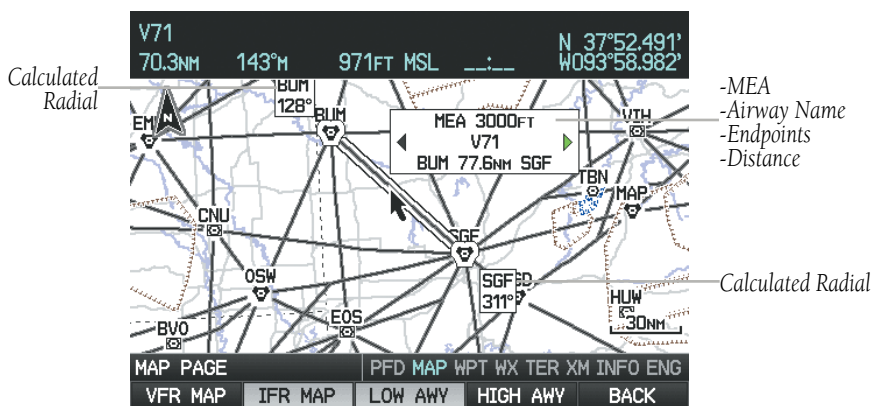 V71
70.3NM 143°M 971FT MSL __:__ N 37°52.491' W093°58.982'
Calculated Radial
BUM 128°
N
EM
BUM
MEA 3000FT
V71
BUM 77.6NM SGF
VIH
-MEA
-Airway Name
-Endpoints
-Distance
TBN
MAP
CNU
SGF
OSW
SGF 311°
Calculated Radial
HUW
30NM
EOS
BVO
MAP PAGE PFD MAP WPT WX TER XM INFO ENG
VFR MAP IFR MAP LOW AWY HIGH AWY BACK